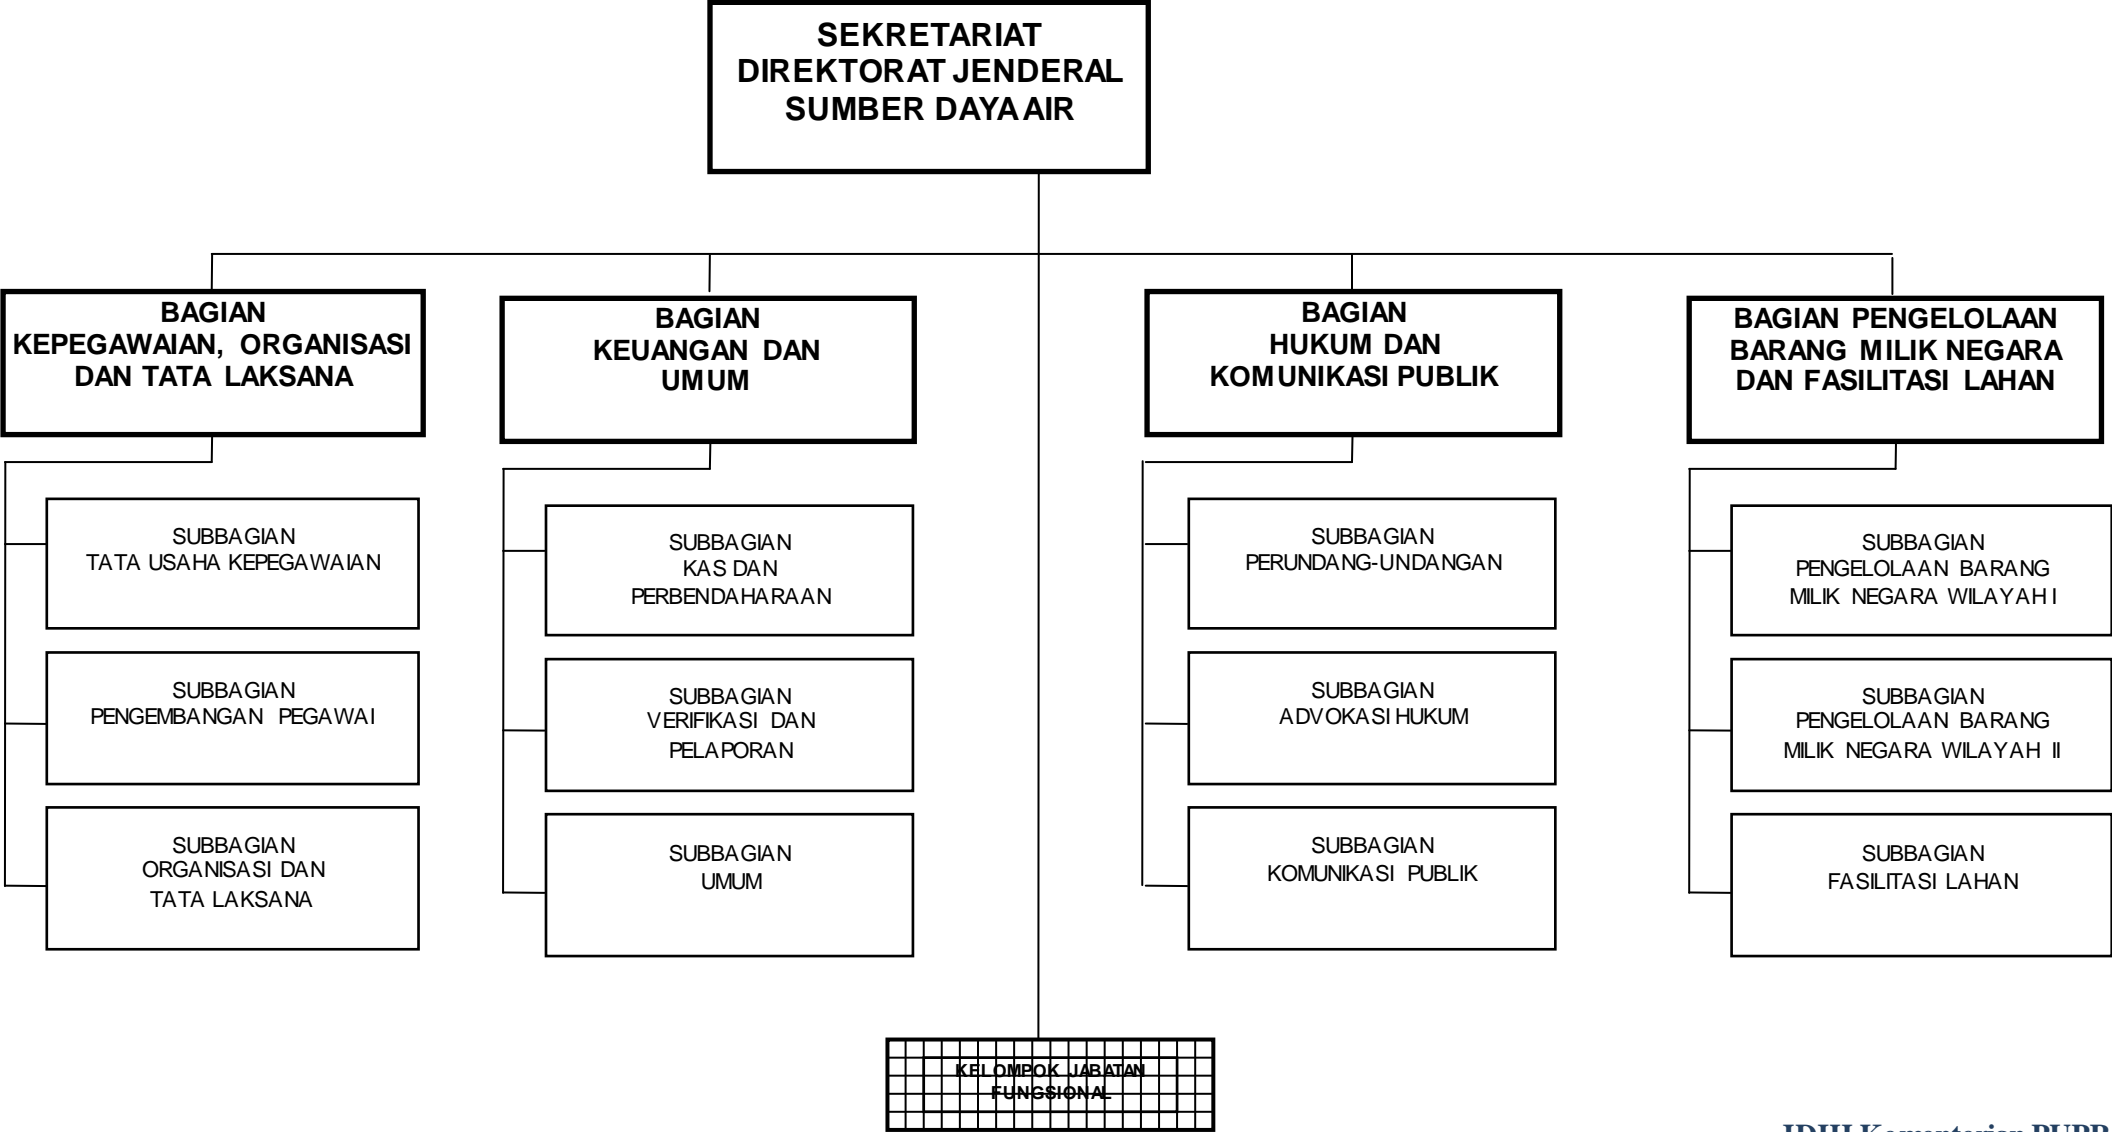 SEKRETARIAT
DIREKTORAT JENDERAL
SUMBER DAYA AIR
BAGIAN
KEPEGAWAIAN, ORGANISASI
DAN TATA LAKSANA
BAGIAN
KEUANGAN DAN
UMUM
BAGIAN
HUKUM DAN
KOMUNIKASI PUBLIK
BAGIAN PENGELOLAAN
BARANG MILIK NEGARA
DAN FASILITASI LAHAN
SUBBAGIAN
TATA USAHA KEPEGAWAIAN
SUBBAGIAN
PENGEMBANGAN PEGAWAI
SUBBAGIAN
ORGANISASI DAN
TATA LAKSANA
SUBBAGIAN
KAS DAN
PERBENDAHARAAN
SUBBAGIAN
VERIFIKASI DAN
PELAPORAN
SUBBAGIAN
UMUM
SUBBAGIAN
PERUNDANG-UNDANGAN
SUBBAGIAN
ADVOKASI HUKUM
SUBBAGIAN
KOMUNIKASI PUBLIK
SUBBAGIAN
PENGELOLAAN BARANG
MILIK NEGARA WILAYAH I
SUBBAGIAN
PENGELOLAAN BARANG
MILIK NEGARA WILAYAH II
SUBBAGIAN
FASILITASI LAHAN
KELOMPOK JABATAN
FUNGSIONAL
JDIH Kementerian PUPR